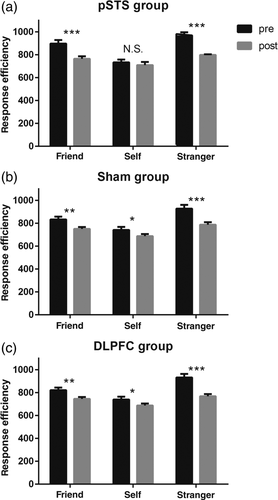 (a)
pSTS group
Response efficiency
1000
800
600
400
200
0
***
N.S.
***
pre
post
Friend
Self
Stranger
(b)
Sham group
Response efficiency
1000
800
600
400
200
0
**
*
***
Friend
Self
Stranger
(c)
DLPFC group
Response efficiency
1000
800
600
400
200
0
**
*
***
Friend
Self
Stranger